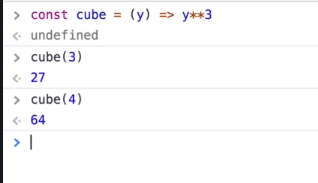 > const cube = (y) => y**3
<· undefined
> cube(3)
<· 27
> cube(4)
<· 64
>